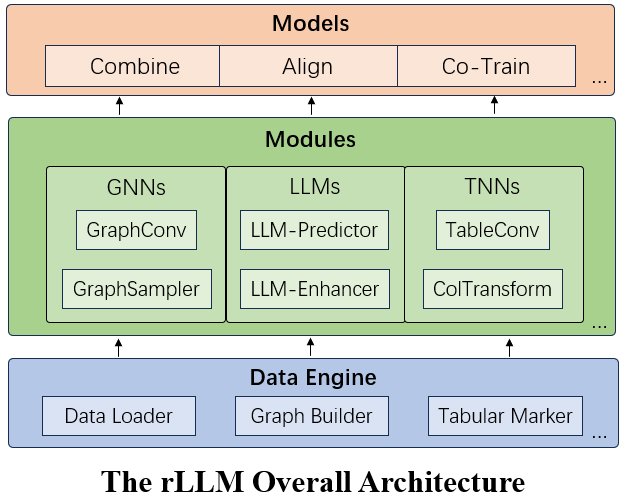 Models
Combine Align Co-Train
...
Modules
GNNs LLMs TNNs
GraphConv LLM-Predictor TableConv
GraphSampler LLM-Enhancer ColTransform
...
Data Engine
Data Loader Graph Builder Tabular Marker
...
The rLLM Overall Architecture